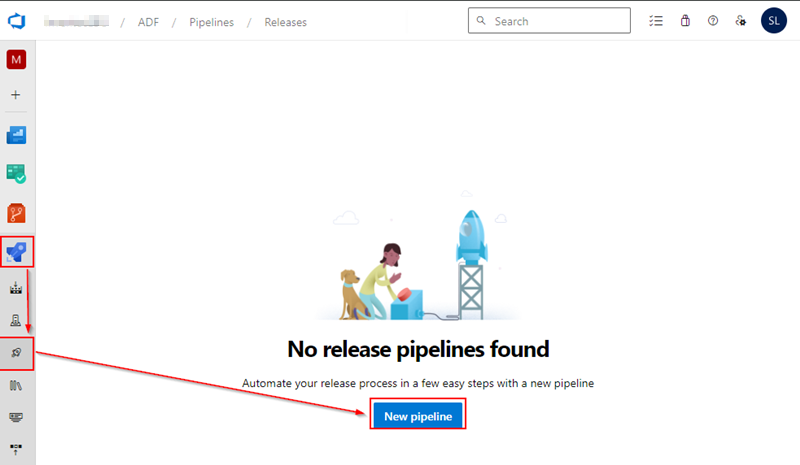 / ADF / Pipelines / Releases
Search
SL
M
No release pipelines found
Automate your release process in a few easy steps with a new pipeline
New pipeline